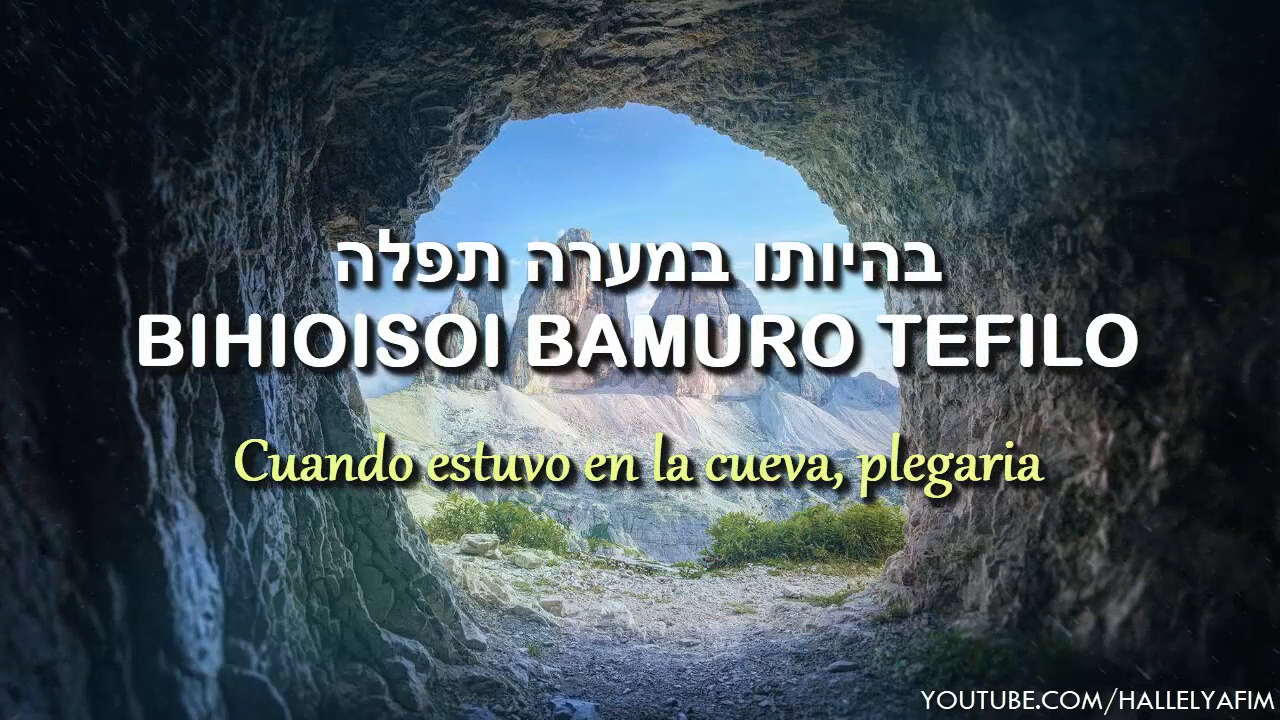 בהיותו במערה תפלה
BIHIOISOI BAMURO TEFILO
Cuando estuvo en la cueva, plegaria
YOUTUBE.COM/HALLELYAFIM